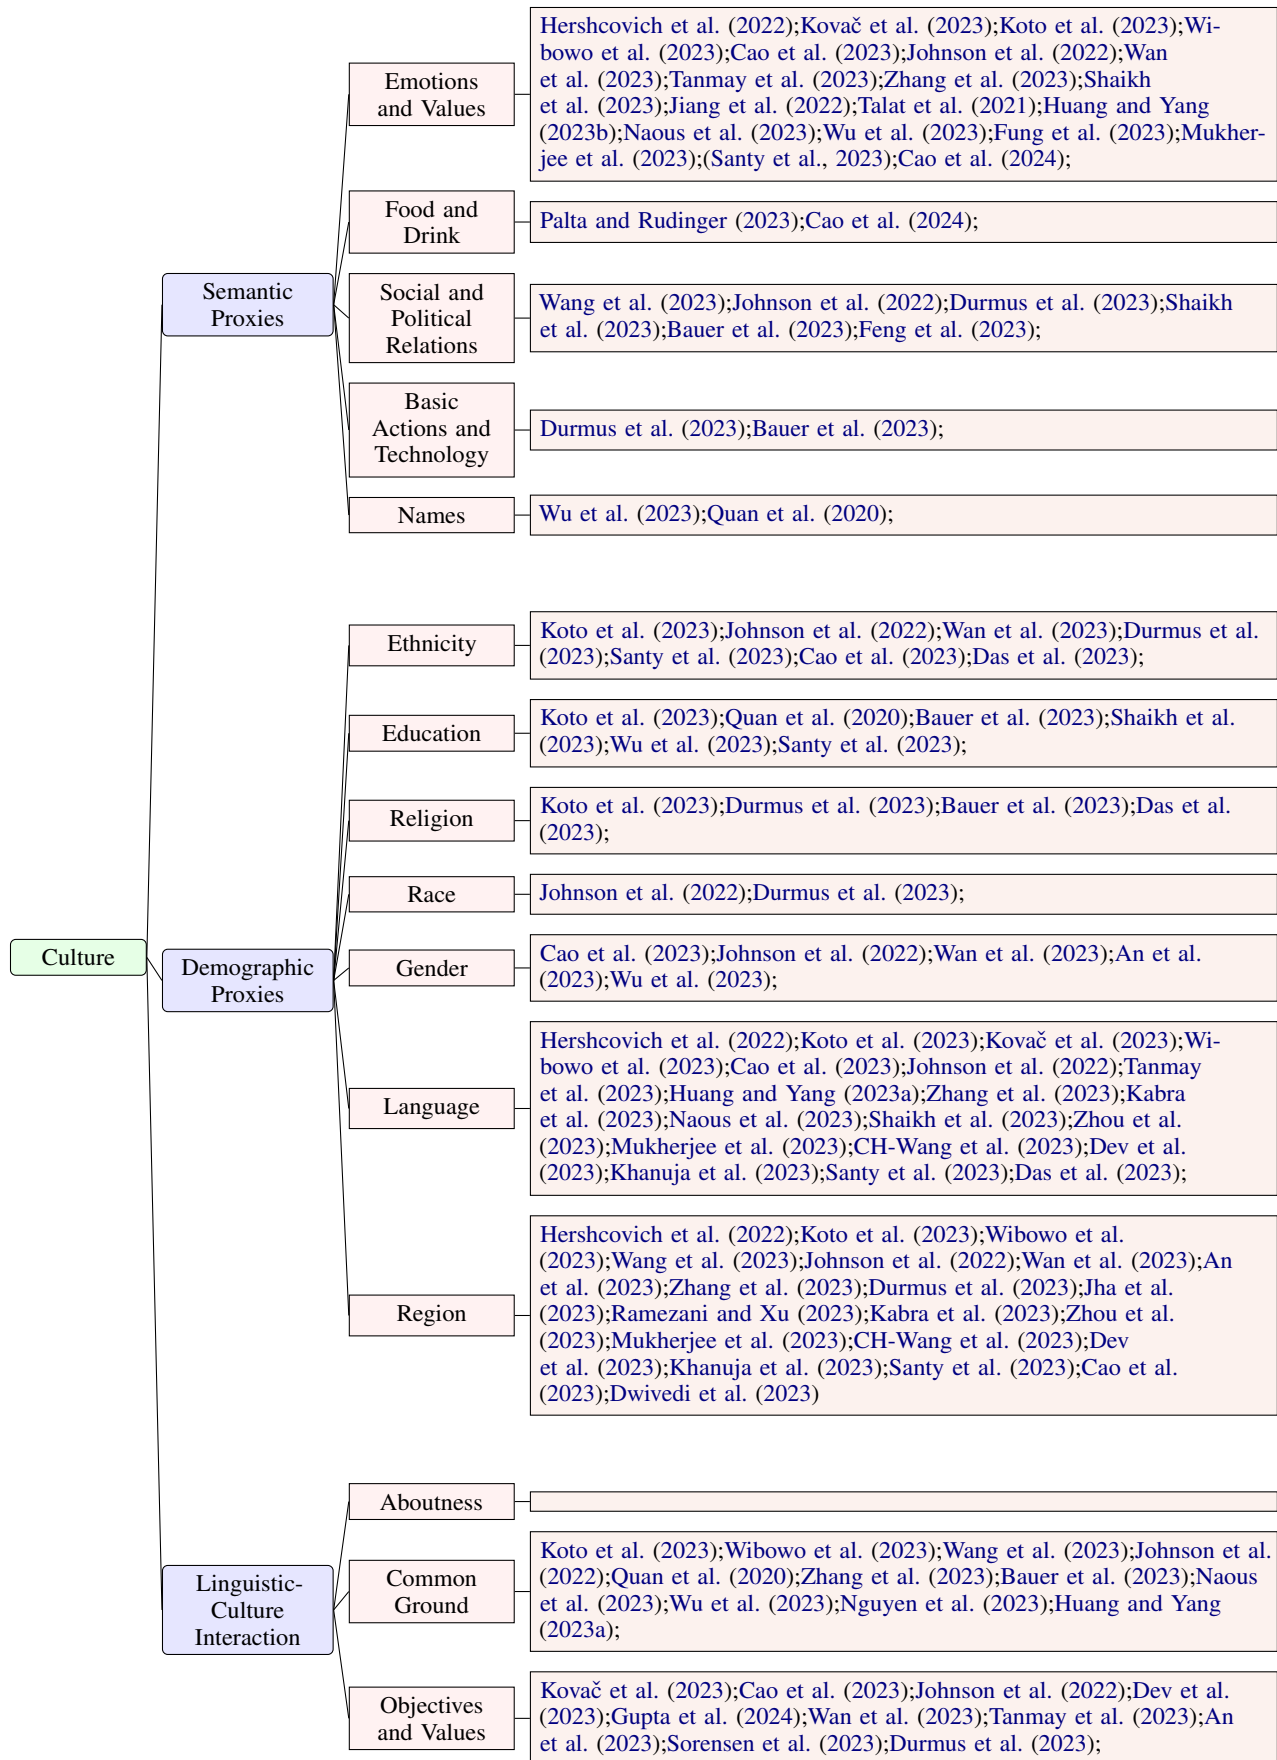 Culture
Semantic
Proxies
Emotions
and Values
Hershcovich et al. (2022);Kovač et al. (2023);Koto et al. (2023);Wi-
bowo et al. (2023);Cao et al. (2023);Johnson et al. (2022);Wan
et al. (2023);Tanmay et al. (2023);Zhang et al. (2023);Shaikh
et al. (2023);Jiang et al. (2022);Talat et al. (2021);Huang and Yang
(2023b);Naous et al. (2023);Wu et al. (2023);Fung et al. (2023);Mukher-
jee et al. (2023);(Santy et al., 2023);Cao et al. (2024);
Food and
Drink
Palta and Rudinger (2023);Cao et al. (2024);
Social and
Political
Relations
Wang et al. (2023);Johnson et al. (2022);Durmus et al. (2023);Shaikh
et al. (2023);Bauer et al. (2023);Feng et al. (2023);
Basic
Actions and
Technology
Durmus et al. (2023);Bauer et al. (2023);
Names
Wu et al. (2023);Quan et al. (2020);
Demographic
Proxies
Ethnicity
Koto et al. (2023);Johnson et al. (2022);Wan et al. (2023);Durmus et al.
(2023);Santy et al. (2023);Cao et al. (2023);Das et al. (2023);
Education
Koto et al. (2023);Quan et al. (2020);Bauer et al. (2023);Shaikh et al.
(2023);Wu et al. (2023);Santy et al. (2023);
Religion
Koto et al. (2023);Durmus et al. (2023);Bauer et al. (2023);Das et al.
(2023);
Race
Johnson et al. (2022);Durmus et al. (2023);
Gender
Cao et al. (2023);Johnson et al. (2022);Wan et al. (2023);An et al.
(2023);Wu et al. (2023);
Language
Hershcovich et al. (2022);Koto et al. (2023);Kovač et al. (2023);Wi-
bowo et al. (2023);Cao et al. (2023);Johnson et al. (2022);Tanmay
et al. (2023);Huang and Yang (2023a);Zhang et al. (2023);Kabra
et al. (2023);Naous et al. (2023);Shaikh et al. (2023);Zhou et al.
(2023);Mukherjee et al. (2023);CH-Wang et al. (2023);Dev et al.
(2023);Khanuja et al. (2023);Santy et al. (2023);Das et al. (2023);
Region
Hershcovich et al. (2022);Koto et al. (2023);Wibowo et al.
(2023);Wang et al. (2023);Johnson et al. (2022);Wan et al. (2023);An
et al. (2023);Zhang et al. (2023);Durmus et al. (2023);Jha et al.
(2023);Ramezani and Xu (2023);Kabra et al. (2023);Zhou et al.
(2023);Mukherjee et al. (2023);CH-Wang et al. (2023);Dev
et al. (2023);Khanuja et al. (2023);Santy et al. (2023);Cao et al.
(2023);Dwivedi et al. (2023)
Linguistic-
Culture
Interaction
Aboutness
Common
Ground
Koto et al. (2023);Wibowo et al. (2023);Wang et al. (2023);Johnson et al.
(2022);Quan et al. (2020);Zhang et al. (2023);Bauer et al. (2023);Naous
et al. (2023);Wu et al. (2023);Nguyen et al. (2023);Huang and Yang
(2023a);
Objectives
and Values
Kovač et al. (2023);Cao et al. (2023);Johnson et al. (2022);Dev et al.
(2023);Gupta et al. (2024);Wan et al. (2023);Tanmay et al. (2023);An
et al. (2023);Sorensen et al. (2023);Durmus et al. (2023);